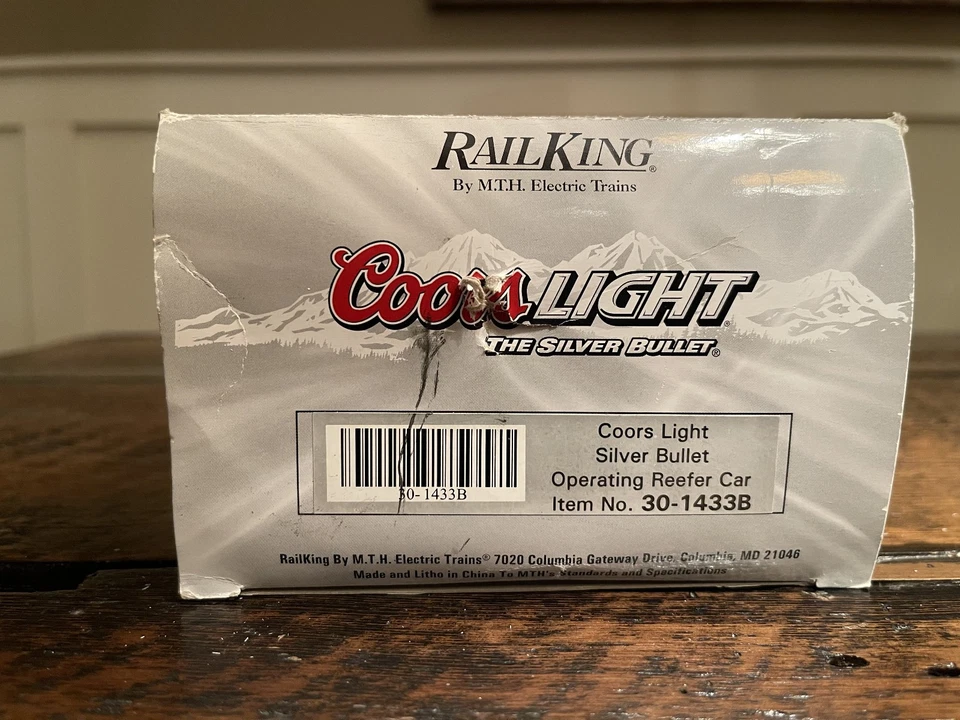 RAILKING®
By M.T.H. Electric Trains
Coors LIGHT®
THE SILVER BULLET®
30-1433B
Coors Light
Silver Bullet
Operating Reefer Car
Item No. 30-1433B
RailKing By M.T.H. Electric Trains® 7020 Columbia Gateway Drive, Columbia, MD 21046
Made and Litho in China To MTH's Standards and Specifications